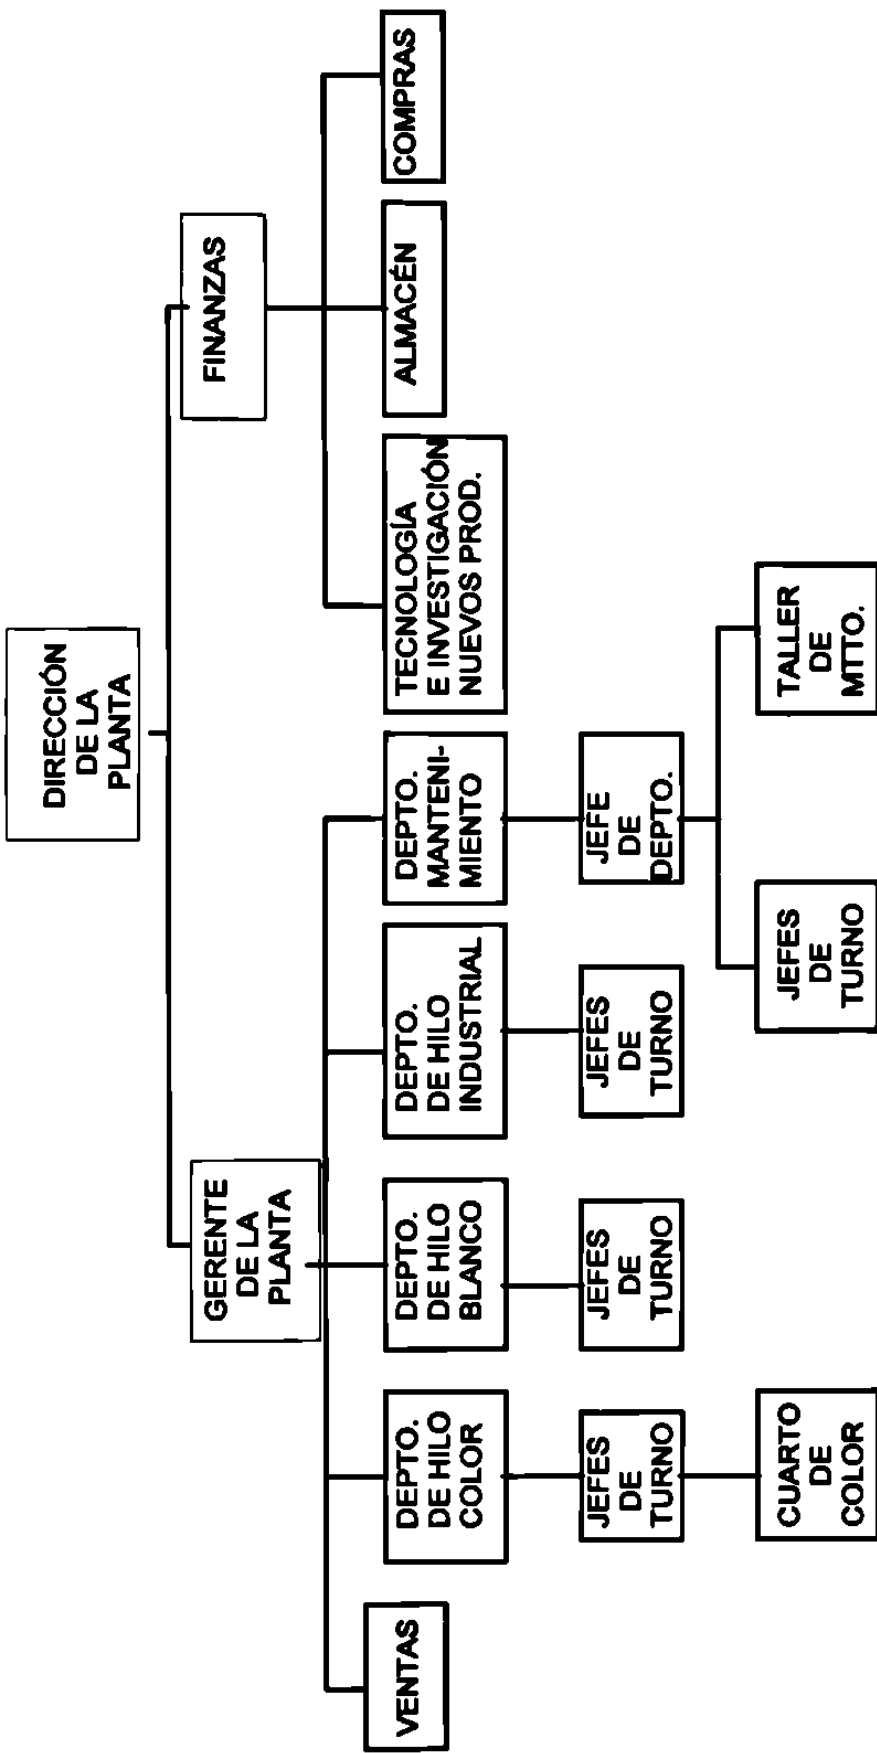 DIRECCIÓN
DE LA
PLANTA
GERENTE
DE LA
PLANTA
FINANZAS
VENTAS
DEPTO.
DE HILO
COLOR
DEPTO.
DE HILO
BLANCO
DEPTO.
DE HILO
INDUSTRIAL
DEPTO.
MANTENI-
MIENTO
TECNOLOGÍA
E INVESTIGACIÓN
NUEVOS PROD.
ALMACÉN
COMPRAS
JEFES
DE
TURNO
JEFES
DE
TURNO
JEFES
DE
TURNO
JEFE
DE
DEPTO.
CUARTO
DE
COLOR
JEFES
DE
TURNO
TALLER
DE
MTTO.